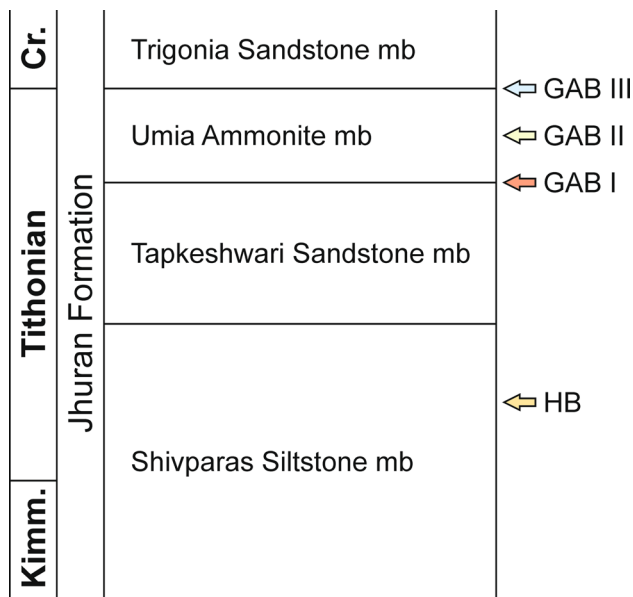 Cr.
Tithonian
Kimm.
Jhuran Formation
Trigonia Sandstone mb
Umia Ammonite mb
Tapkeshwari Sandstone mb
Shivparas Siltstone mb
GAB III
GAB II
GAB I
HB